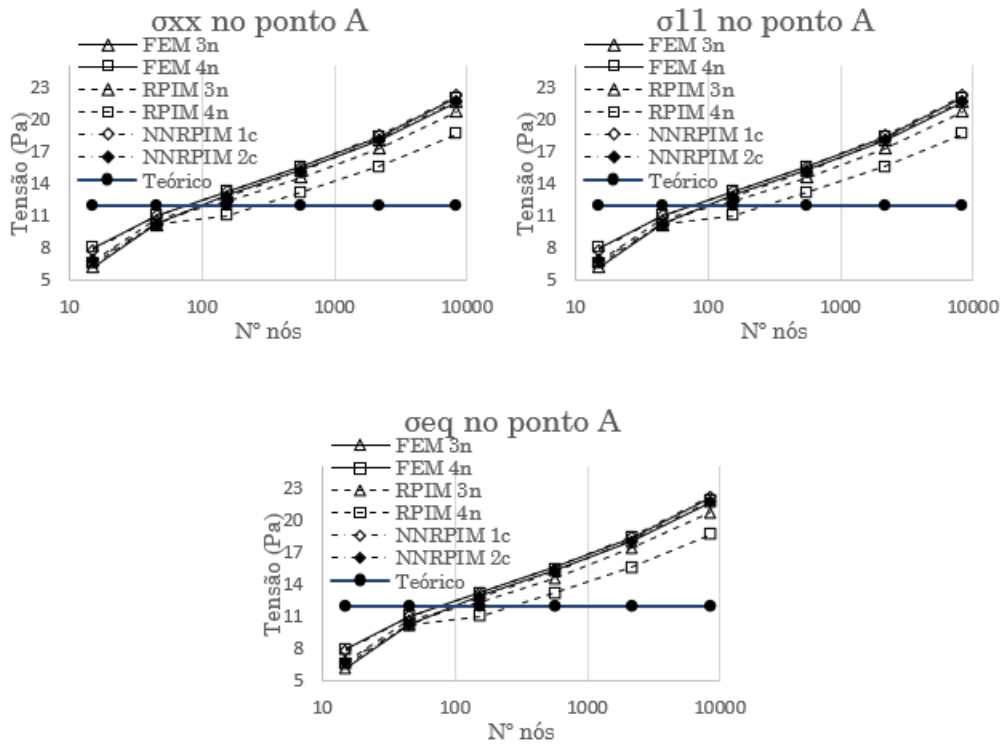 σxx no ponto A
FEM 3n
FEM 4n
RPIM 3n
RPIM 4n
NNRPIM 1c
NNRPIM 2c
Teórico
Tensão (Pa)
23
20
17
14
11
8
5
10
100
1000
10000
N° nós
σ11 no ponto A
FEM 3n
FEM 4n
RPIM 3n
RPIM 4n
NNRPIM 1c
NNRPIM 2c
Teórico
Tensão (Pa)
23
20
17
14
11
8
5
10
100
1000
10000
N° nós
σeq no ponto A
FEM 3n
FEM 4n
RPIM 3n
RPIM 4n
NNRPIM 1c
NNRPIM 2c
Teórico
Tensão (Pa)
23
20
17
14
11
8
5
10
100
1000
10000
N° nós